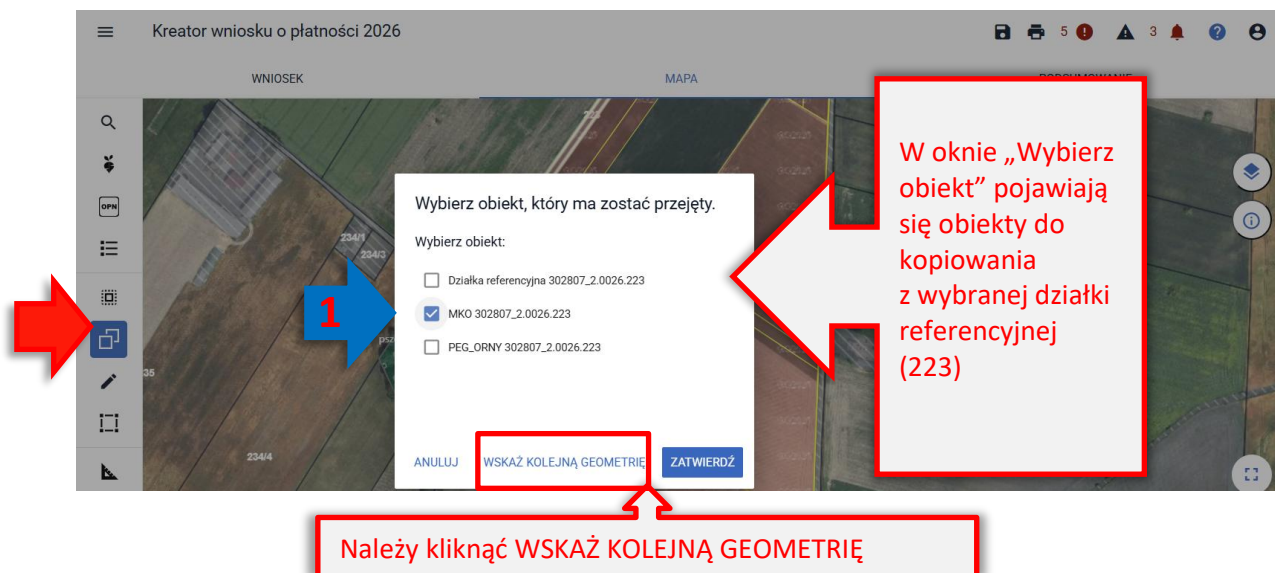 Kreator wniosku o płatności 2026
5
3
WNIOSEK
MAPA
OPN
223
234/1
234/3
35
234/4
Wybierz obiekt, który ma zostać przejęty.
Wybierz obiekt:
Działka referencyjna 302807_2.0026.223
MKO 302807_2.0026.223
PEG_ORNY 302807_2.0026.223
ANULUJ
WSKAŻ KOLEJNĄ GEOMETRIĘ
ZATWIERDŹ
1
W oknie „Wybierz
obiekt” pojawiają
się obiekty do
kopiowania
z wybranej działki
referencyjnej
(223)
Należy kliknąć WSKAŻ KOLEJNĄ GEOMETRIĘ